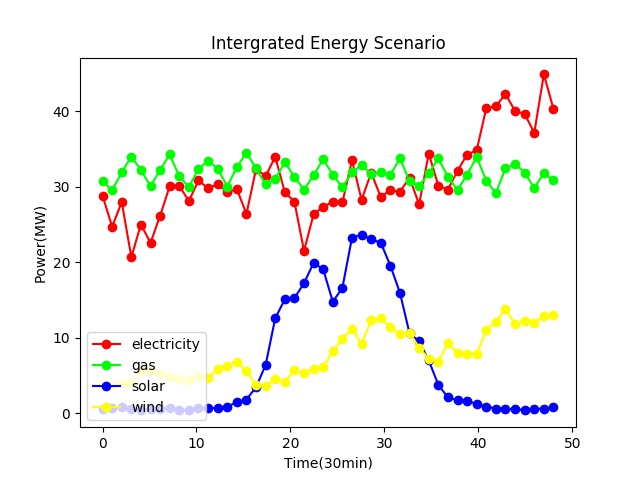 Intergrated Energy Scenario
Power(MW)
40
30
20
10
0
electricity
gas
solar
wind
0 10 20 30 40 50
Time(30min)